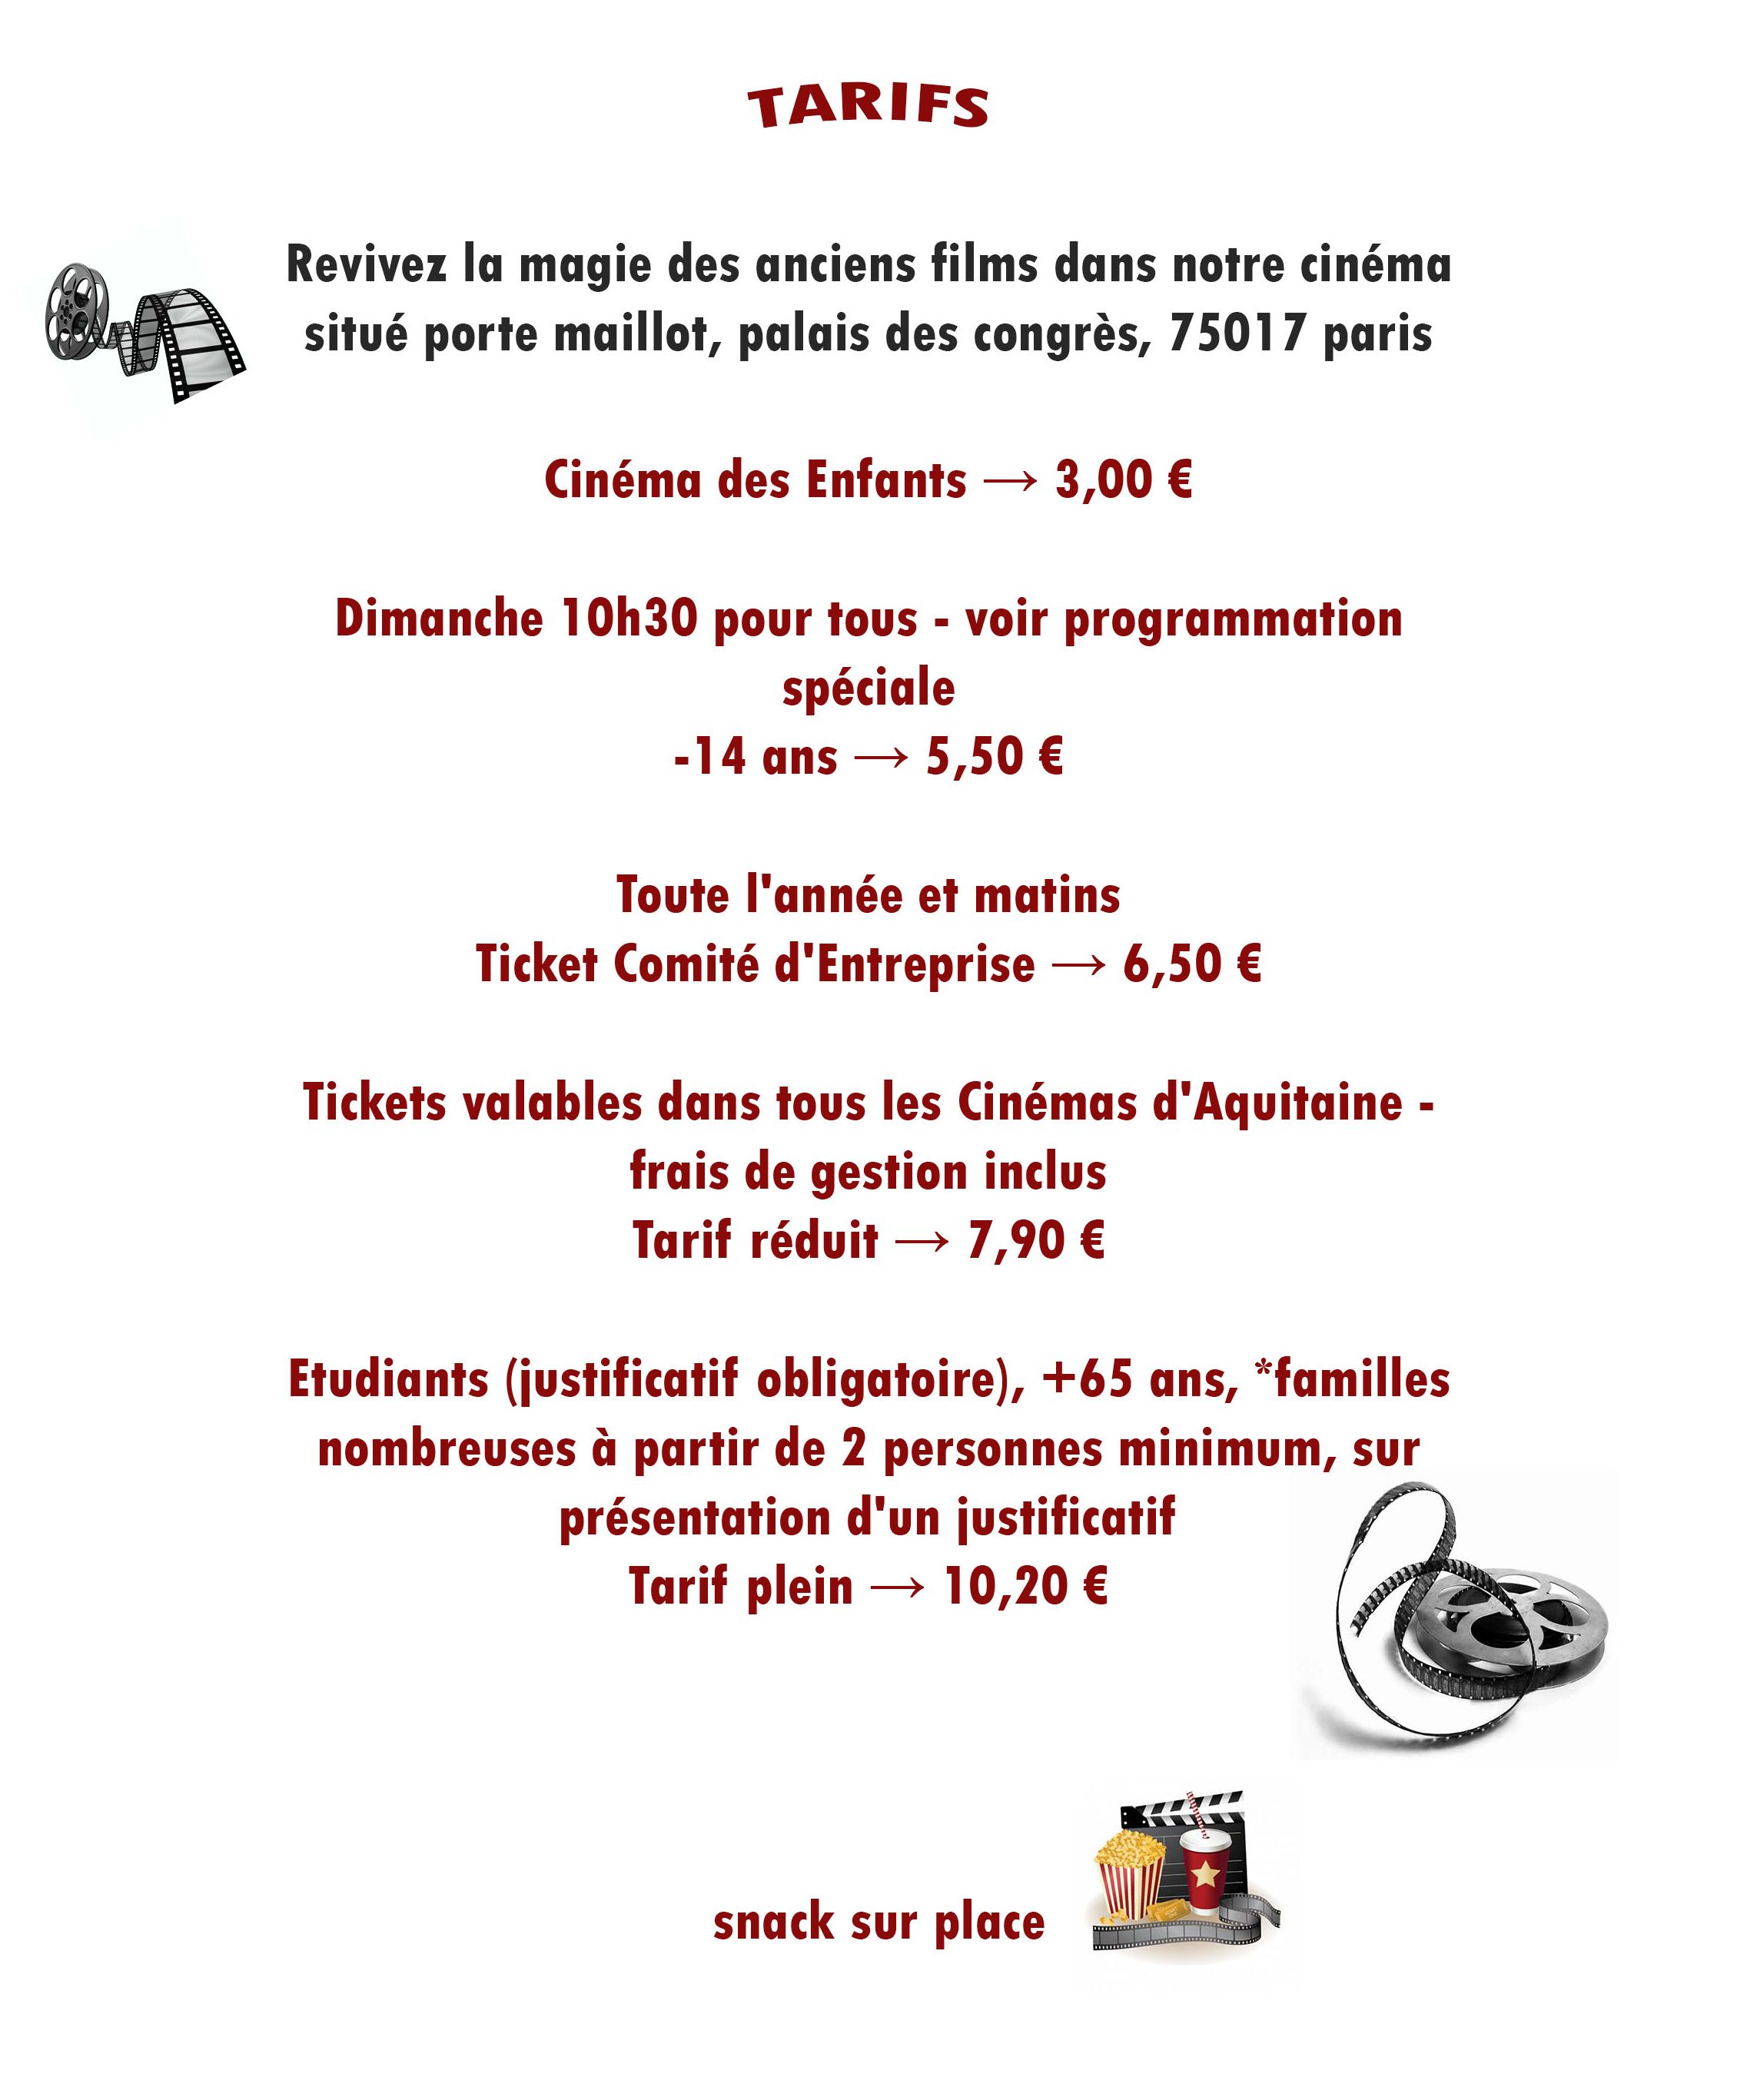 TARIFS
Revivez la magie des anciens films dans notre cinéma
situé porte maillot, palais des congrès, 75017 paris
Cinéma des Enfants → 3,00 €
Dimanche 10h30 pour tous - voir programmation
spéciale
-14 ans → 5,50 €
Toute l'année et matins
Ticket Comité d'Entreprise → 6,50 €
Tickets valables dans tous les Cinémas d'Aquitaine -
frais de gestion inclus
Tarif réduit → 7,90 €
Etudiants (justificatif obligatoire), +65 ans, *familles
nombreuses à partir de 2 personnes minimum, sur
présentation d'un justificatif
Tarif plein → 10,20 €
snack sur place